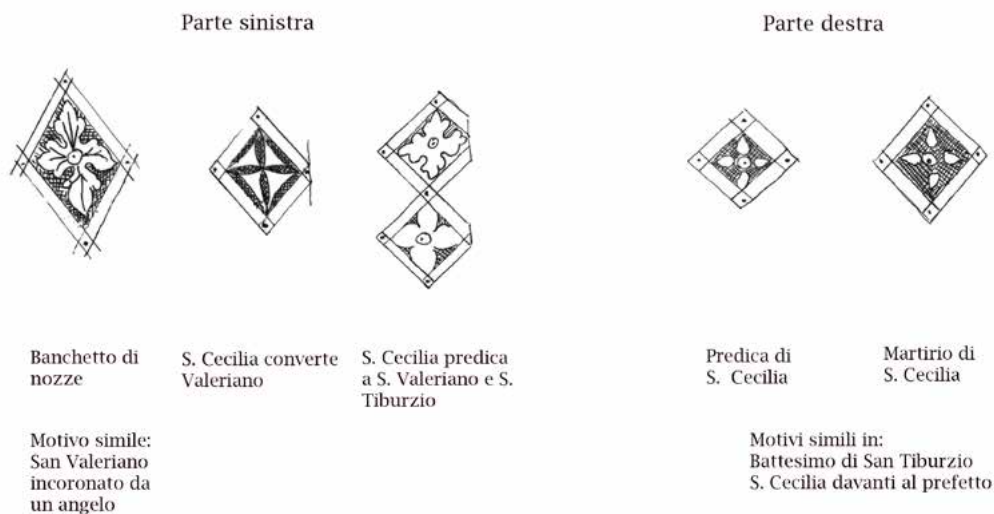 Parte sinistra
Parte destra
Banchetto di
nozze
S. Cecilia converte
Valeriano
S. Cecilia predica
a S. Valeriano e S.
Tiburzio
Predica di
S. Cecilia
Martirio di
S. Cecilia
Motivo simile:
San Valeriano
incoronato da
un angelo
Motivi simili in:
Battesimo di San Tiburzio
S. Cecilia davanti al prefetto